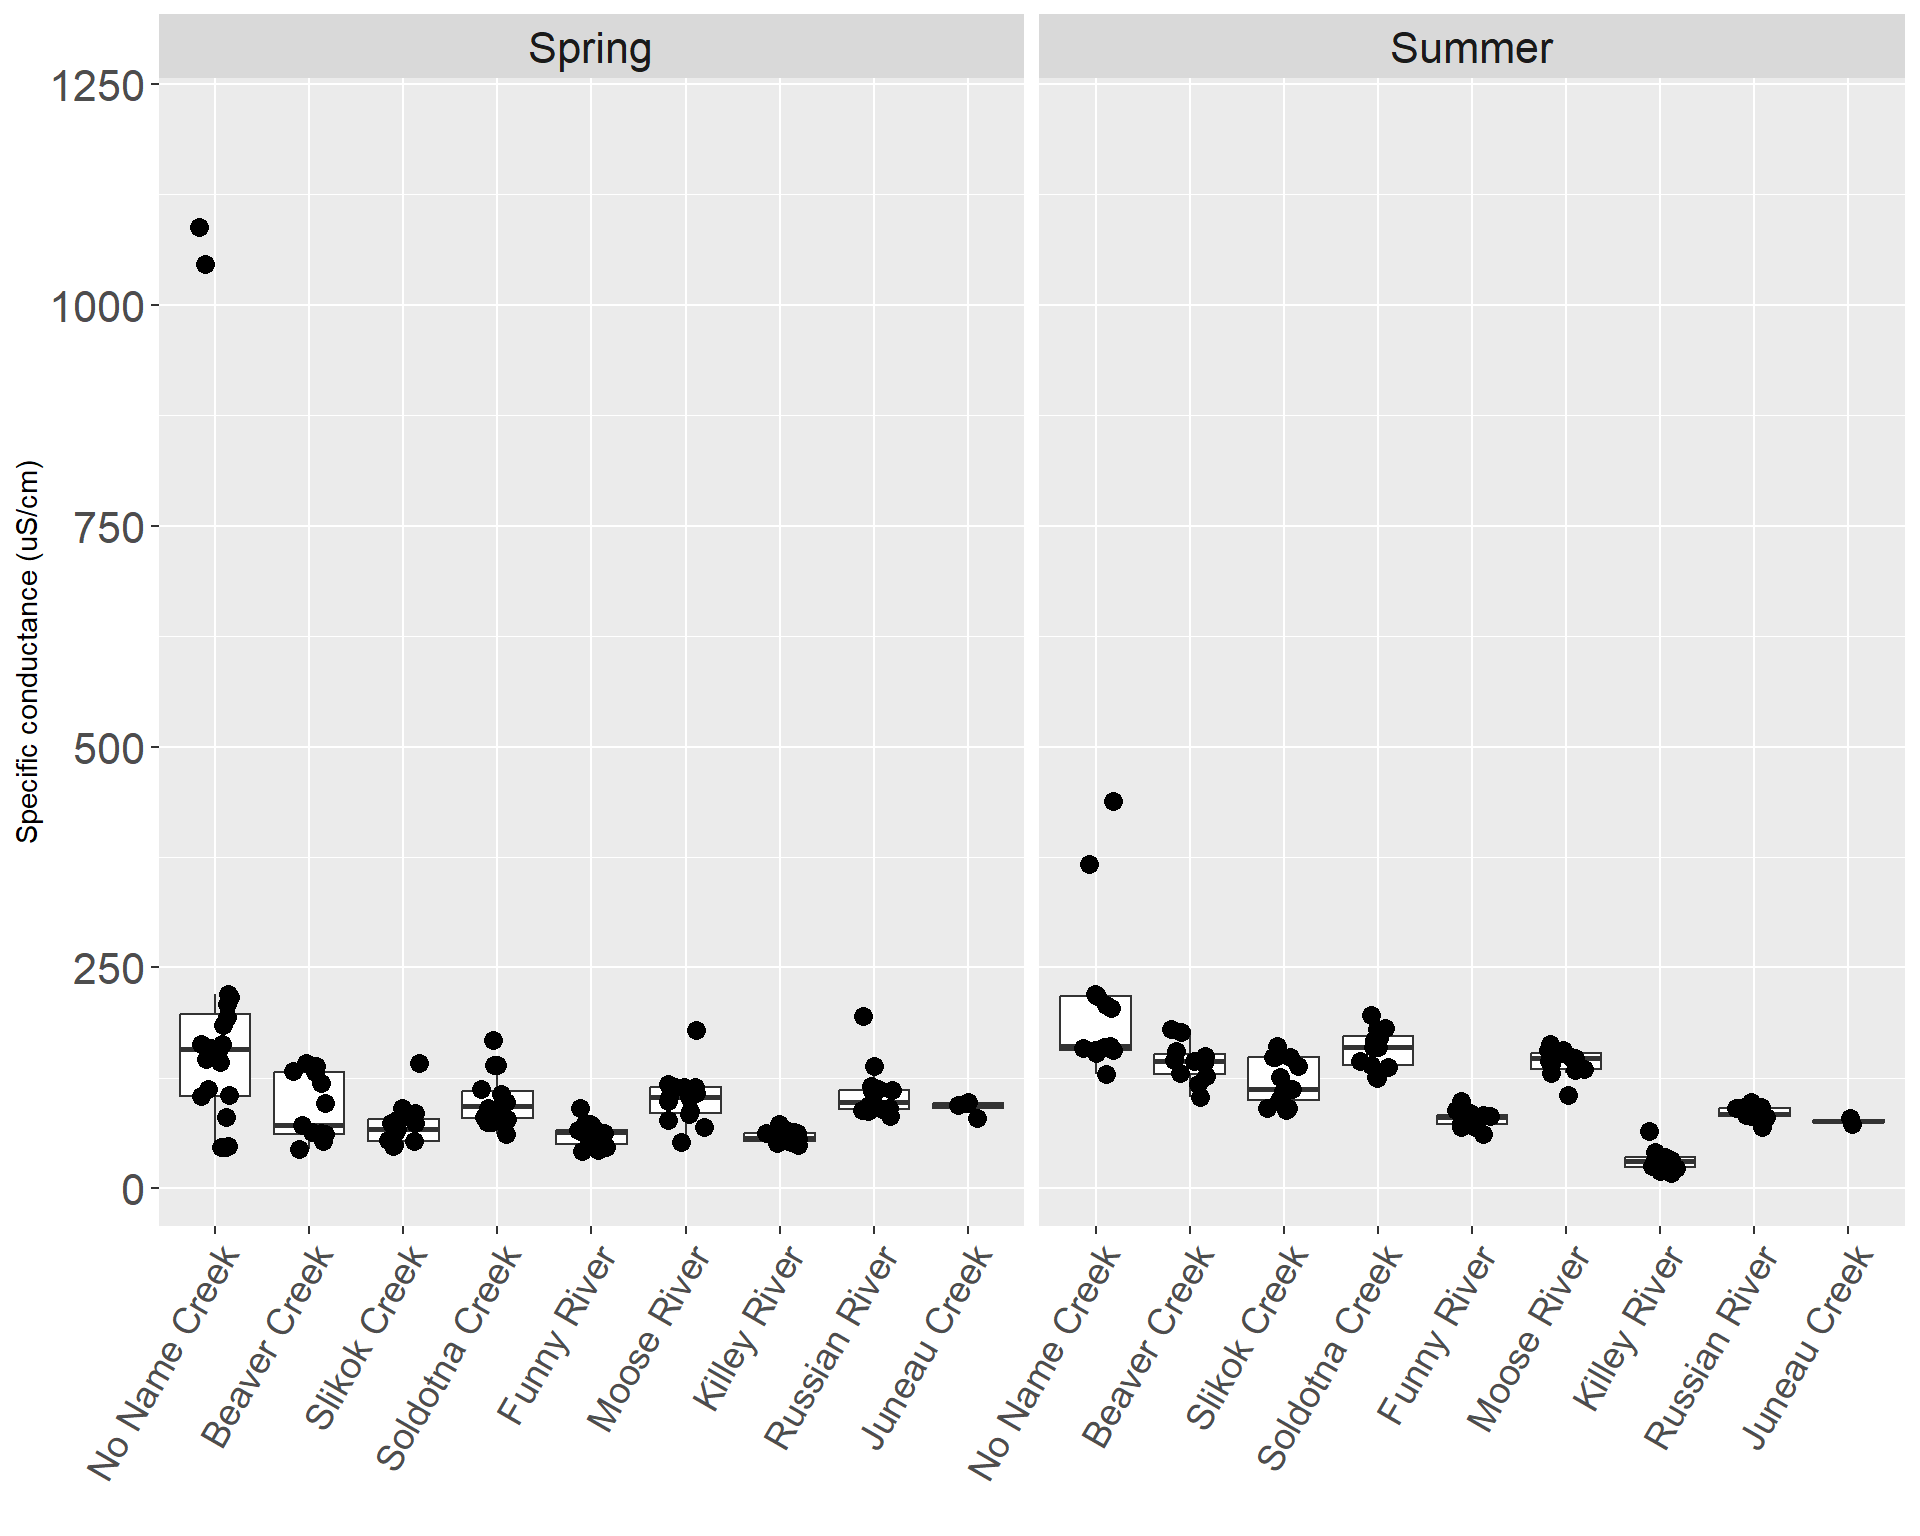 Spring
Summer
Specific conductance (uS/cm)
1250
1000
750
500
250
0
No Name Creek
Beaver Creek
Slikok Creek
Soldotna Creek
Funny River
Moose River
Killey River
Russian River
Juneau Creek
No Name Creek
Beaver Creek
Slikok Creek
Soldotna Creek
Funny River
Moose River
Killey River
Russian River
Juneau Creek